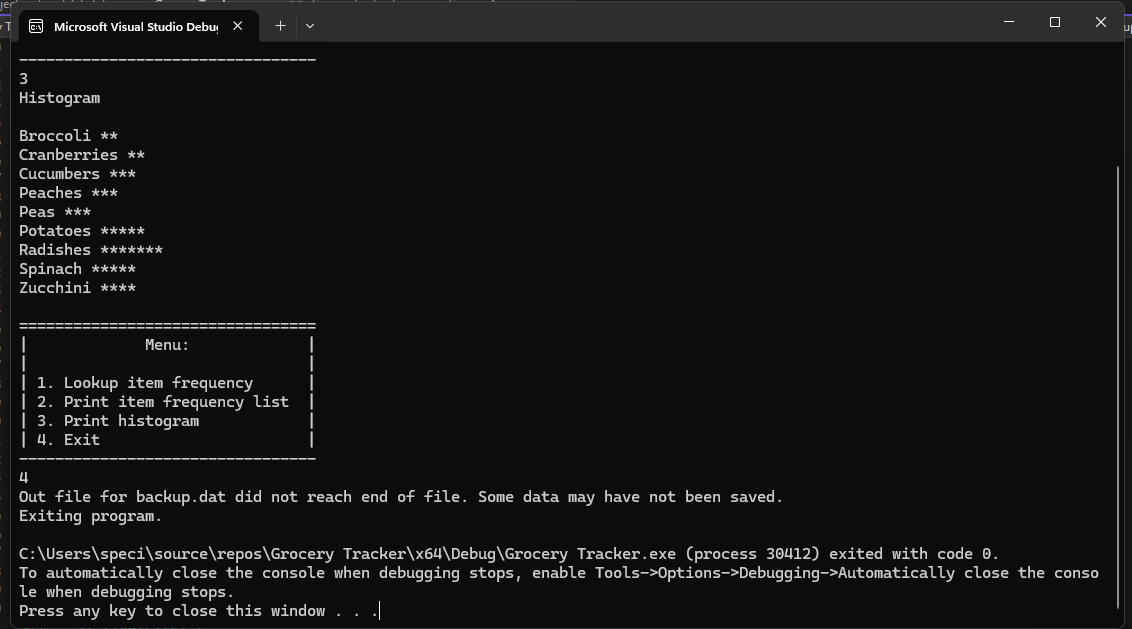 Microsoft Visual Studio Debu
--------------------------------
3
Histogram
Broccoli **
Cranberries **
Cucumbers ***
Peaches ***
Peas ***
Potatoes *****
Radishes *******
Spinach *****
Zucchini ****
=================================
| Menu: |
| |
| 1. Lookup item frequency |
| 2. Print item frequency list |
| 3. Print histogram |
| 4. Exit |
---------------------------------
4
Out file for backup.dat did not reach end of file. Some data may have not been saved.
Exiting program.
C:\Users\speci\source\repos\Grocery Tracker\x64\Debug\Grocery Tracker.exe (process 30412) exited with code 0.
To automatically close the console when debugging stops, enable Tools->Options->Debugging->Automatically close the conso
le when debugging stops.
Press any key to close this window . . .